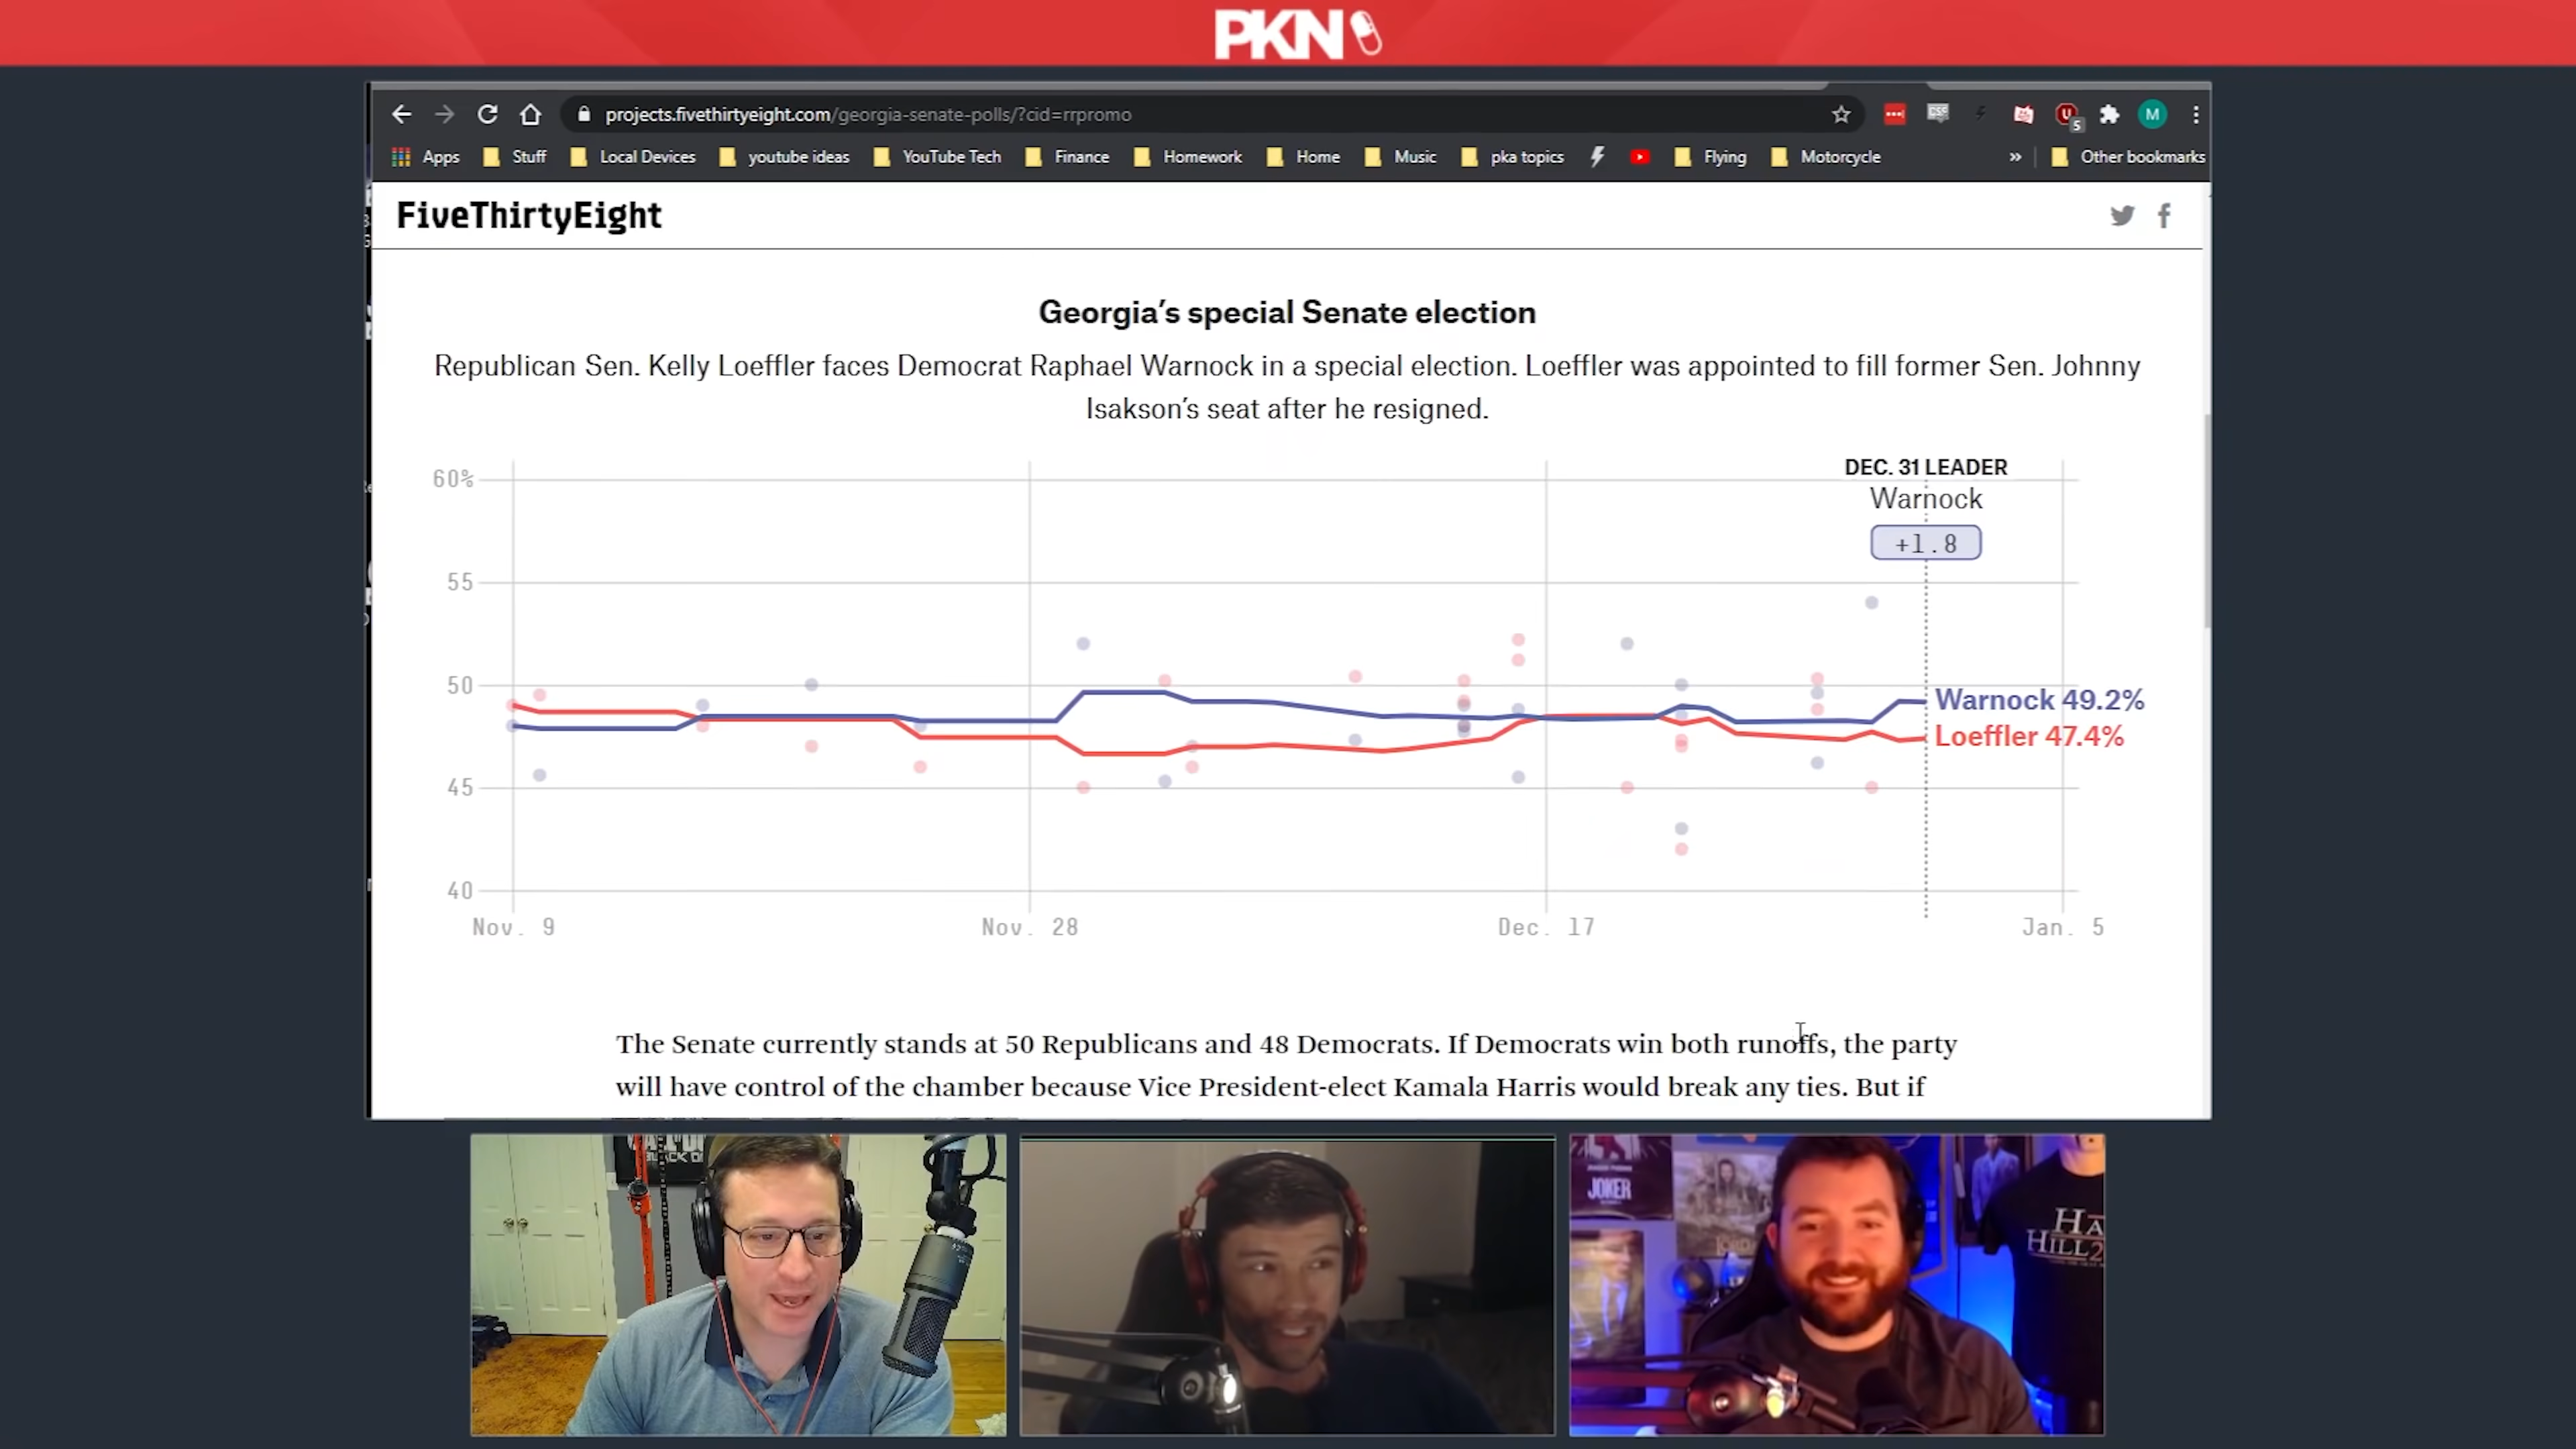 PKN
projects.fivethirtyeight.com/georgia-senate-polls/?cid=rrpromo
Apps Stuff Local Devices youtube ideas YouTube Tech Finance Homework Home Music pka topics Flying Motorcycle » Other bookmarks
FiveThirtyEight
Georgia’s special Senate election
Republican Sen. Kelly Loeffler faces Democrat Raphael Warnock in a special election. Loeffler was appointed to fill former Sen. Johnny
Isakson’s seat after he resigned.
DEC. 31 LEADER
Warnock
+1.8
60%
55
50
45
40
Warnock 49.2%
Loeffler 47.4%
Nov. 9 Nov. 28 Dec. 17 Jan. 5
The Senate currently stands at 50 Republicans and 48 Democrats. If Democrats win both runoffs, the party
will have control of the chamber because Vice President-elect Kamala Harris would break any ties. But if
JOKER
HA
HILL2